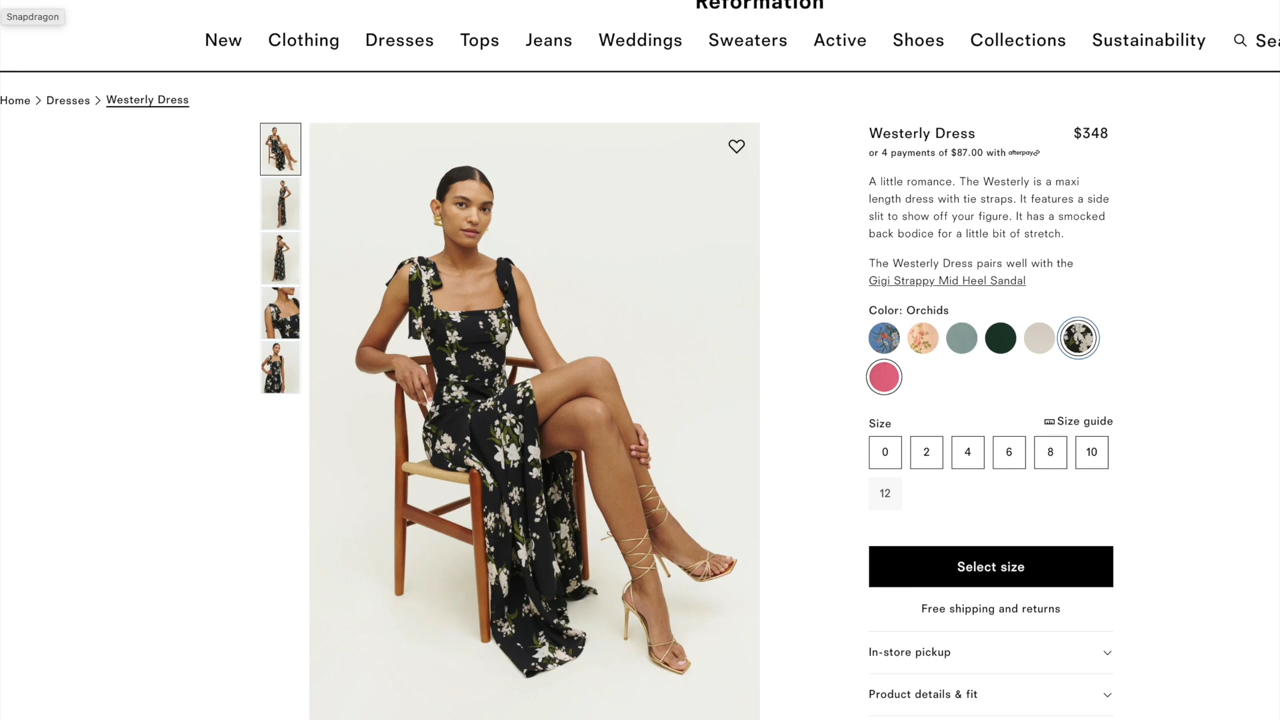 Reformation
Snapdragon
New Clothing Dresses Tops Jeans Weddings Sweaters Active Shoes Collections Sustainability
Home > Dresses > Westerly Dress
Westerly Dress $348
or 4 payments of $87.00 with afterpay
A little romance. The Westerly is a maxi
length dress with tie straps. It features a side
slit to show off your figure. It has a smocked
back bodice for a little bit of stretch.
The Westerly Dress pairs well with the
Gigi Strappy Mid Heel Sandal
Color: Orchids
Size Size guide
0 2 4 6 8 10
12
Select size
Free shipping and returns
In-store pickup
Product details & fit